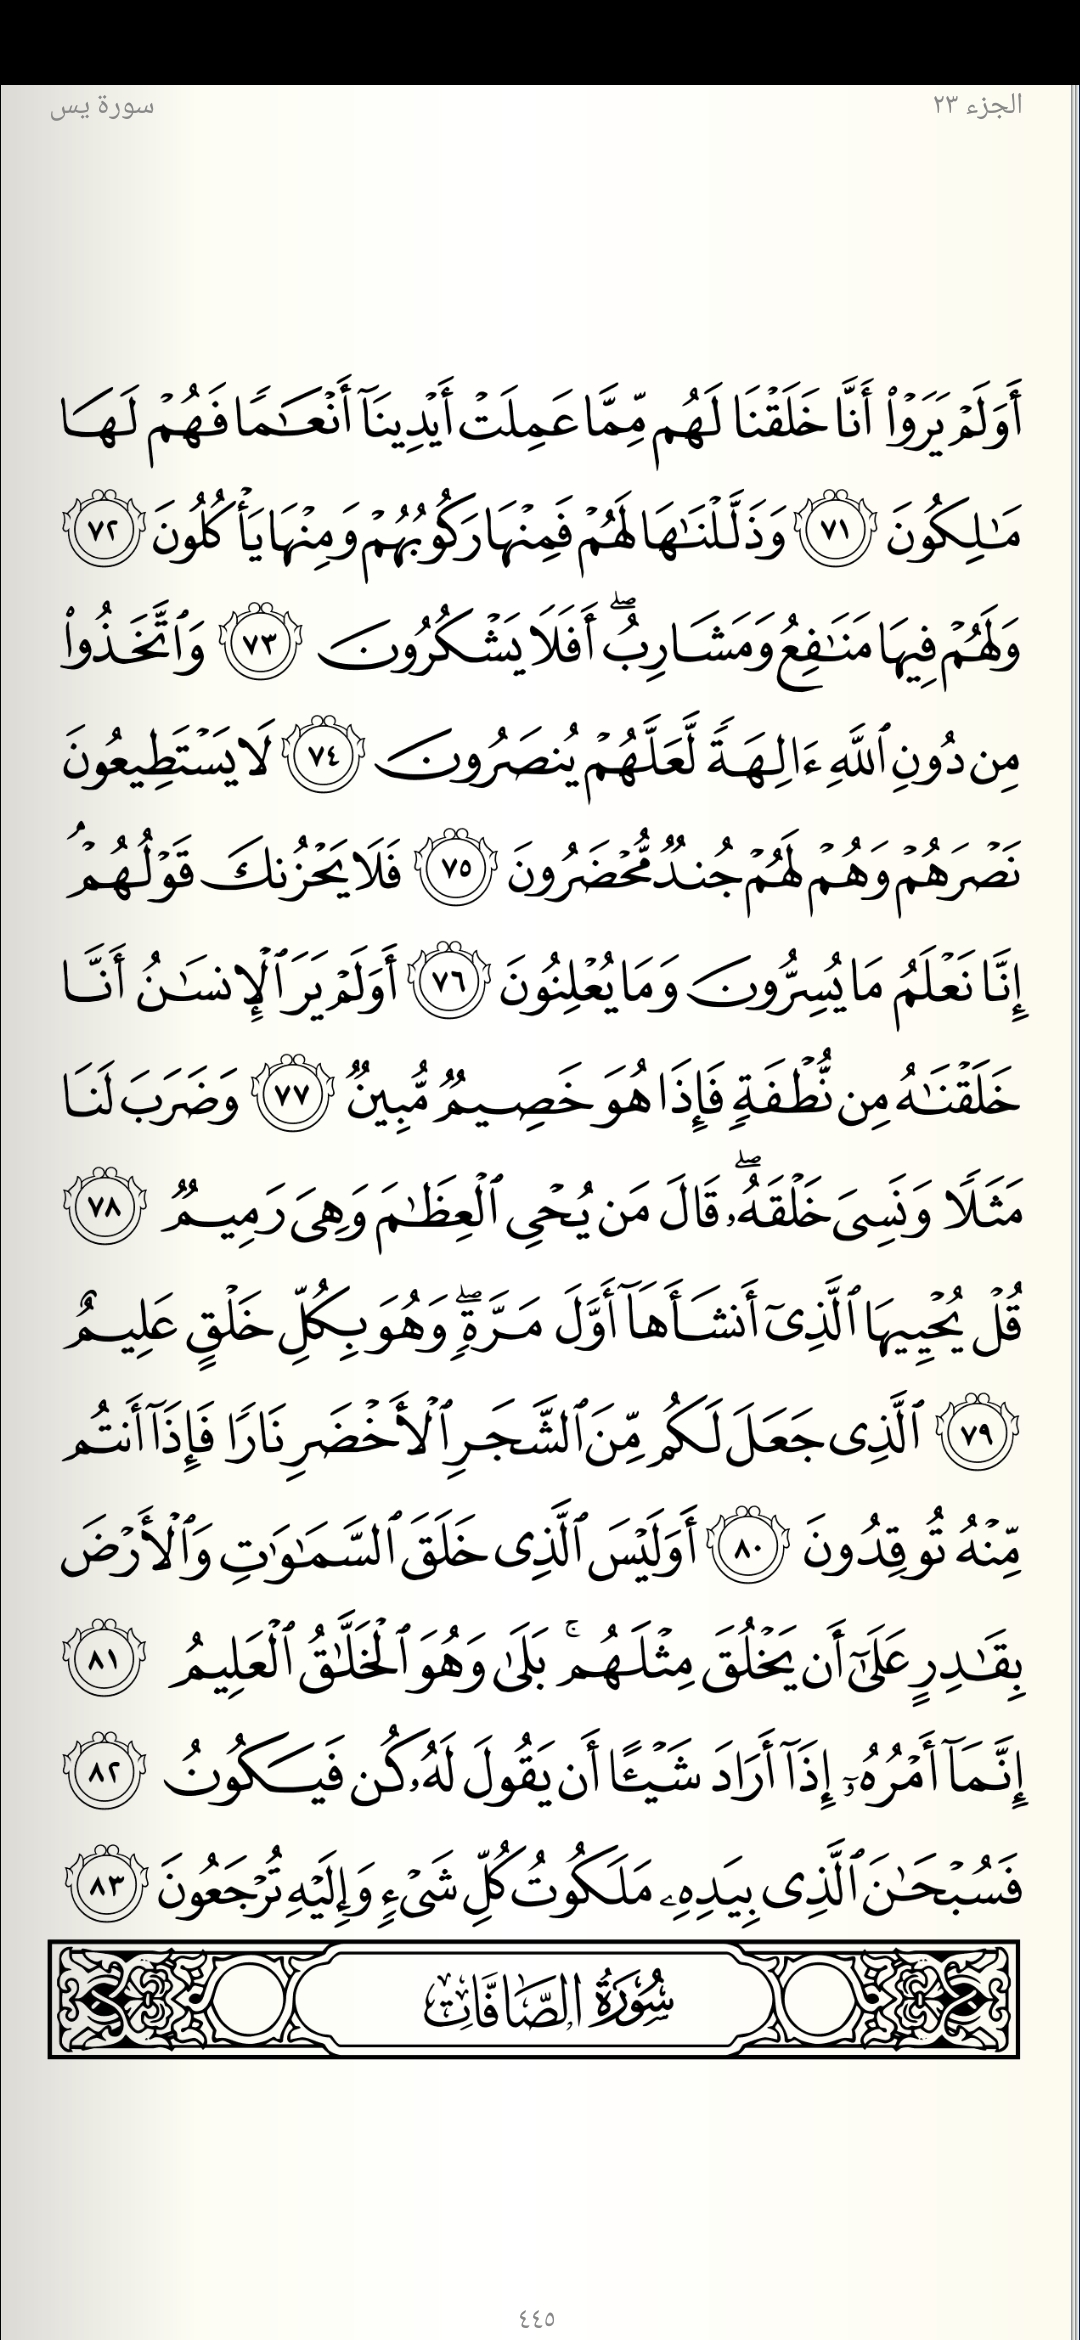 الجزء ٢٣
سورة يس
أَوَلَمْ يَرَوْا۟ أَنَّا خَلَقْنَا لَهُم مِّمَّا عَمِلَتْ أَيْدِينَآ أَنْعَـٰمًا فَهُمْ لَهَا
مَـٰلِكُونَ ٧١ وَذَلَّلْنَـٰهَا لَهُمْ فَمِنْهَا رَكُوبُهُمْ وَمِنْهَا يَأْكُلُونَ ٧٢
وَلَهُمْ فِيهَا مَنَـٰفِعُ وَمَشَارِبُ ۖ أَفَلَا يَشْكُرُونَ ٧٣ وَٱتَّخَذُوا۟
مِن دُونِ ٱللَّهِ ءَالِهَةً لَّعَلَّهُمْ يُنصَرُونَ ٧٤ لَا يَسْتَطِيعُونَ
نَصْرَهُمْ وَهُمْ لَهُمْ جُندٌ مُّحْضَرُونَ ٧٥ فَلَا يَحْزُنكَ قَوْلُهُمْ ۘ
إِنَّا نَعْلَمُ مَا يُسِرُّونَ وَمَا يُعْلِنُونَ ٧٦ أَوَلَمْ يَرَ ٱلْإِنسَـٰنُ أَنَّا
خَلَقْنَـٰهُ مِن نُّطْفَةٍ فَإِذَا هُوَ خَصِيمٌ مُّبِينٌ ٧٧ وَضَرَبَ لَنَا
مَثَلًا وَنَسِىَ خَلْقَهُۥ ۖ قَالَ مَن يُحْىِ ٱلْعِظَـٰمَ وَهِىَ رَمِيمٌ ٧٨
قُلْ يُحْيِيهَا ٱلَّذِىٓ أَنشَأَهَآ أَوَّلَ مَرَّةٍ ۖ وَهُوَ بِكُلِّ خَلْقٍ عَلِيمٌ
٧٩ ٱلَّذِى جَعَلَ لَكُم مِّنَ ٱلشَّجَرِ ٱلْأَخْضَرِ نَارًا فَإِذَآ أَنتُم
مِّنْهُ تُوقِدُونَ ٨٠ أَوَلَيْسَ ٱلَّذِى خَلَقَ ٱلسَّمَـٰوَٰتِ وَٱلْأَرْضَ
بِقَـٰدِرٍ عَلَىٰٓ أَن يَخْلُقَ مِثْلَهُم ۚ بَلَىٰ وَهُوَ ٱلْخَلَّـٰقُ ٱلْعَلِيمُ ٨١
إِنَّمَآ أَمْرُهُۥٓ إِذَآ أَرَادَ شَيْـًٔا أَن يَقُولَ لَهُۥ كُن فَيَكُونُ ٨٢
فَسُبْحَـٰنَ ٱلَّذِى بِيَدِهِۦ مَلَكُوتُ كُلِّ شَىْءٍ وَإِلَيْهِ تُرْجَعُونَ ٨٣
سُورَةُ الصَّافَّاتِ
٤٤٥